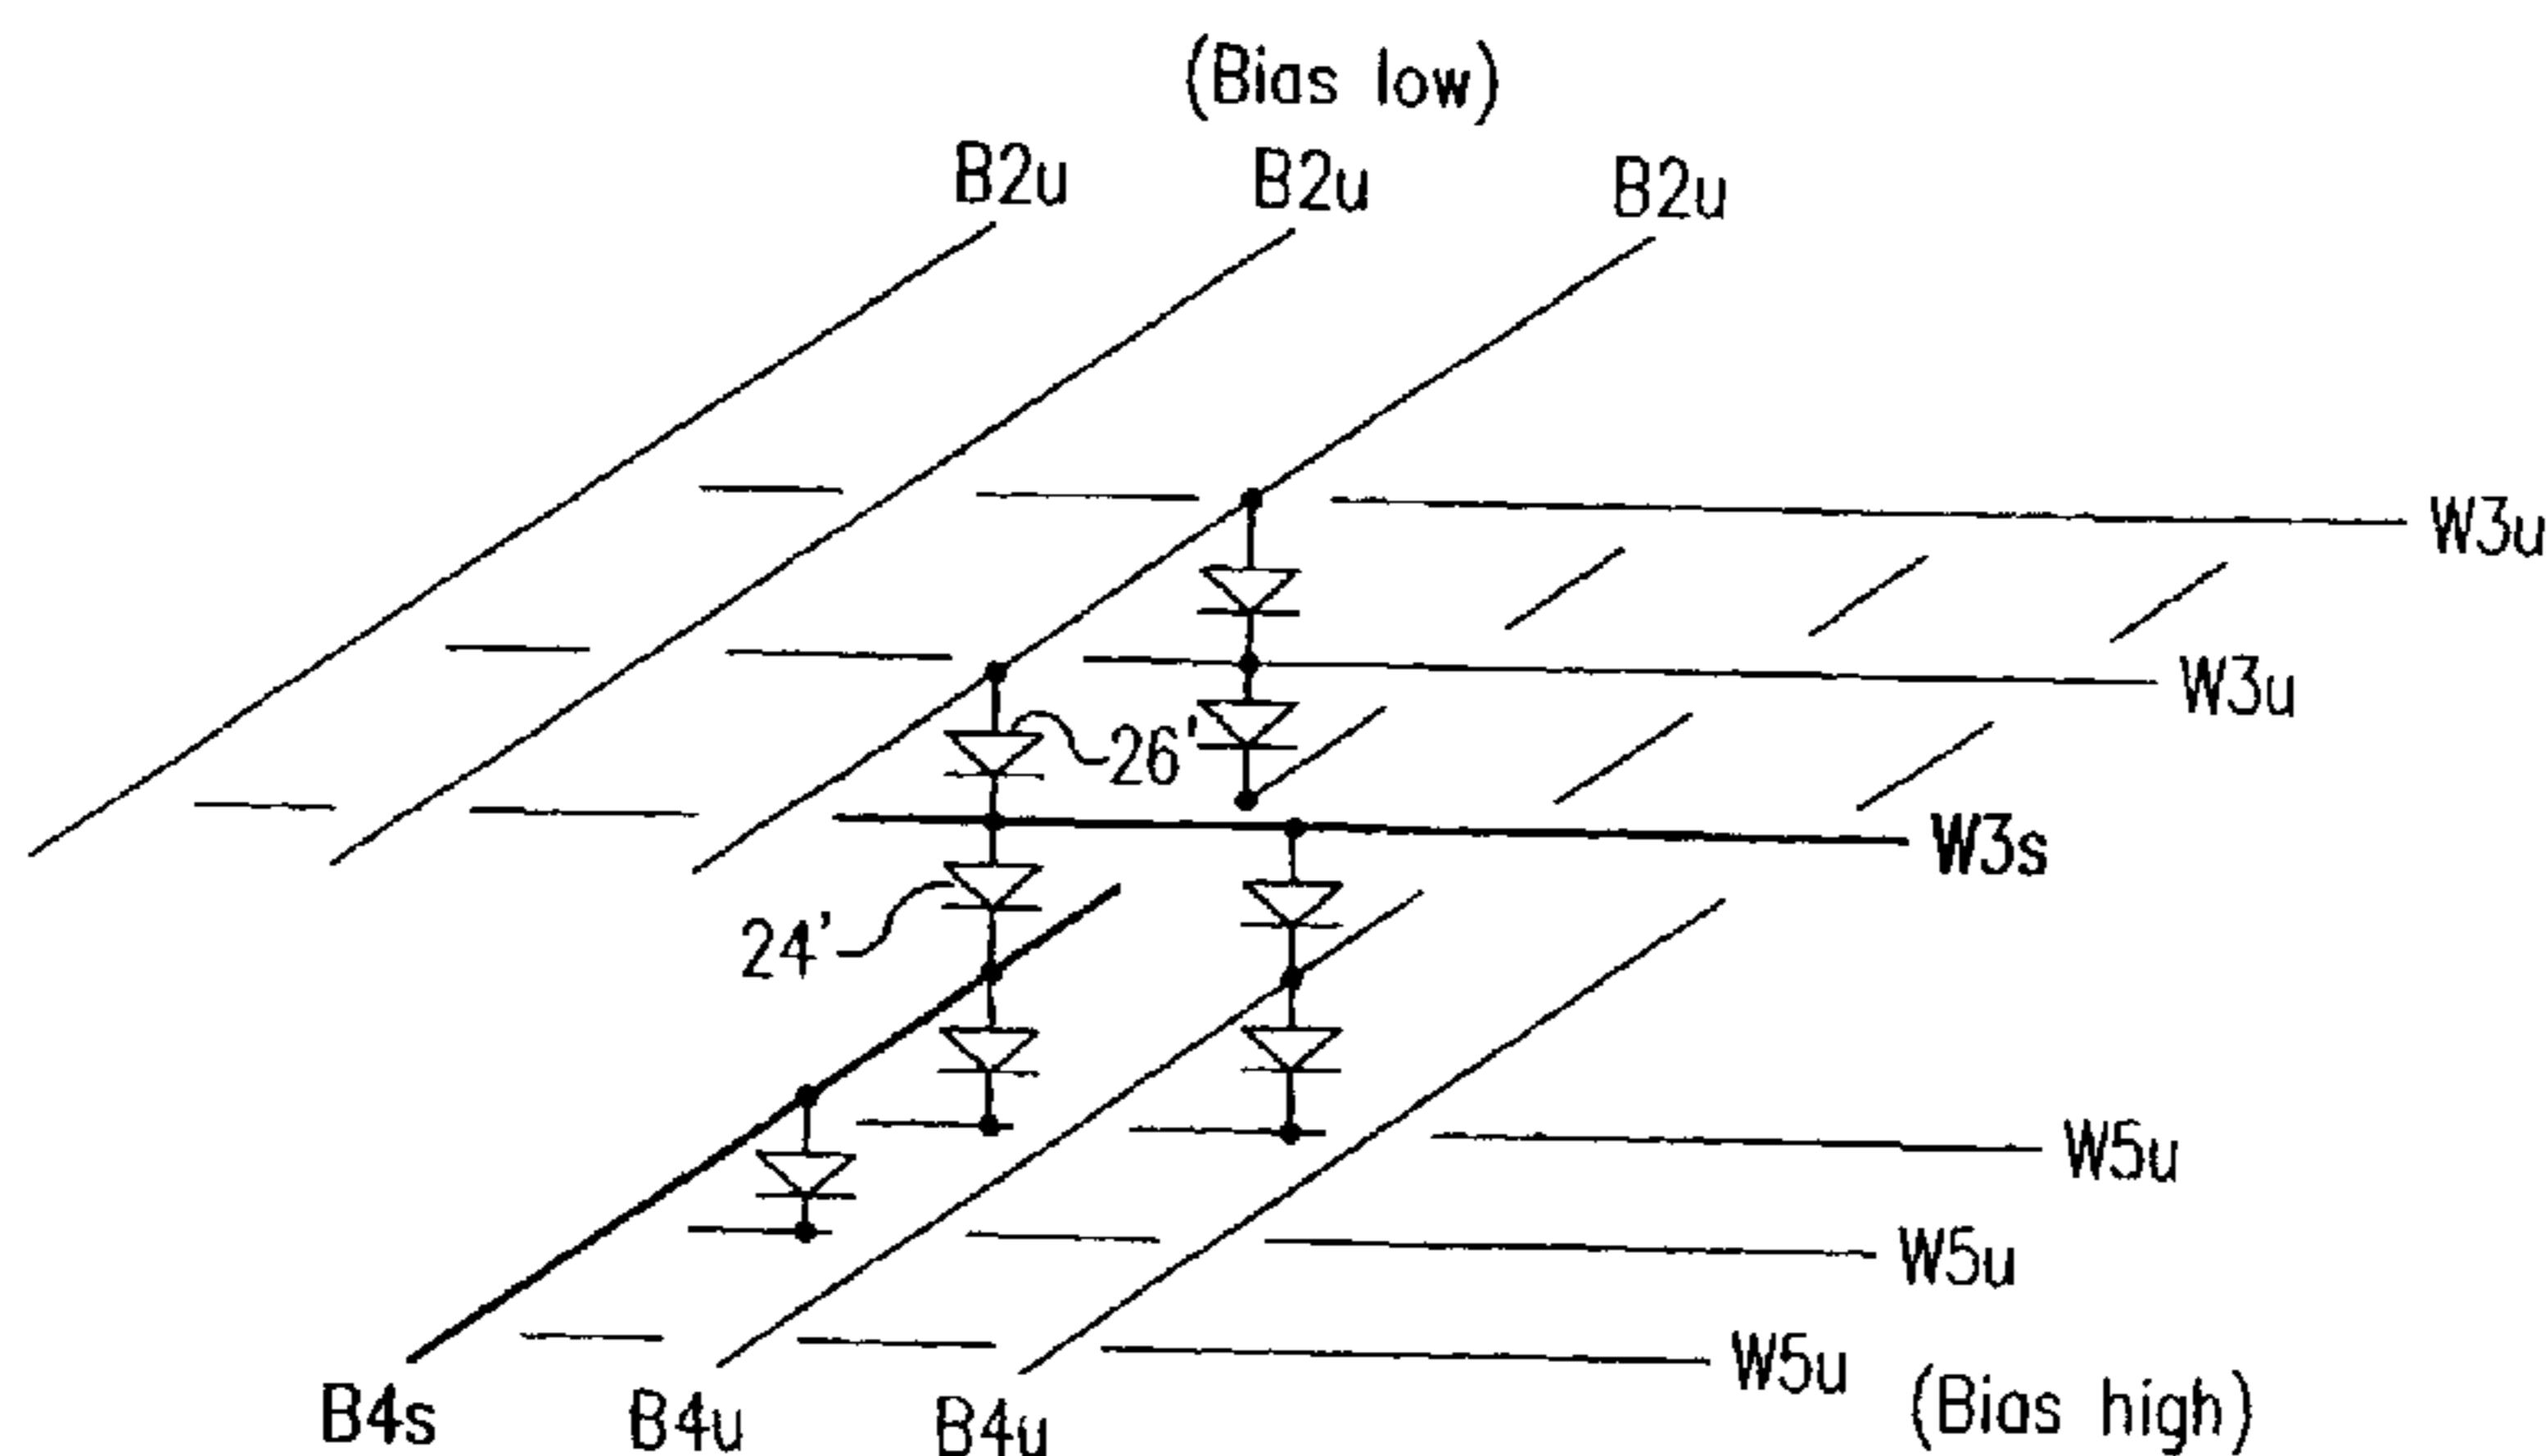 (Bias low)
B2u B2u B2u
W3u
W3u
26'
W3s
24'
W5u
W5u
W5u (Bias high)
B4s B4u B4u